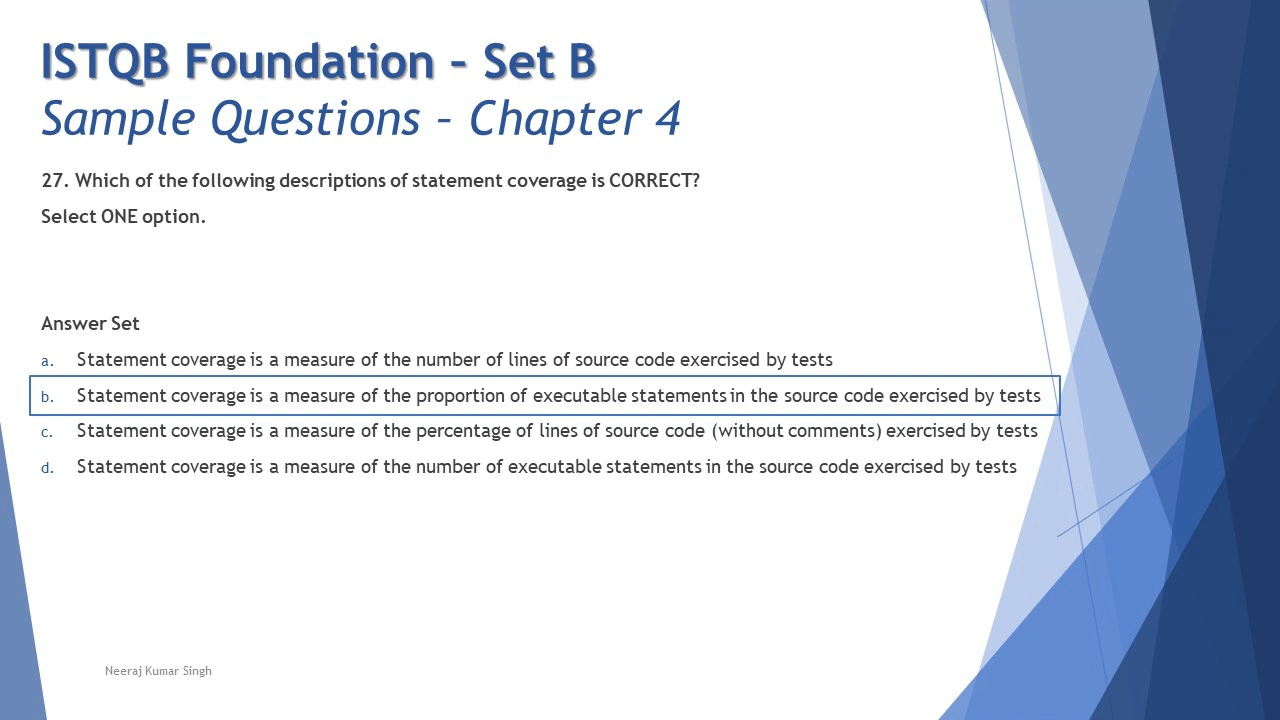 ISTQB Foundation – Set B
Sample Questions – Chapter 4
27. Which of the following descriptions of statement coverage is CORRECT?
Select ONE option.
Answer Set
a. Statement coverage is a measure of the number of lines of source code exercised by tests
b. Statement coverage is a measure of the proportion of executable statements in the source code exercised by tests
c. Statement coverage is a measure of the percentage of lines of source code (without comments) exercised by tests
d. Statement coverage is a measure of the number of executable statements in the source code exercised by tests
Neeraj Kumar Singh